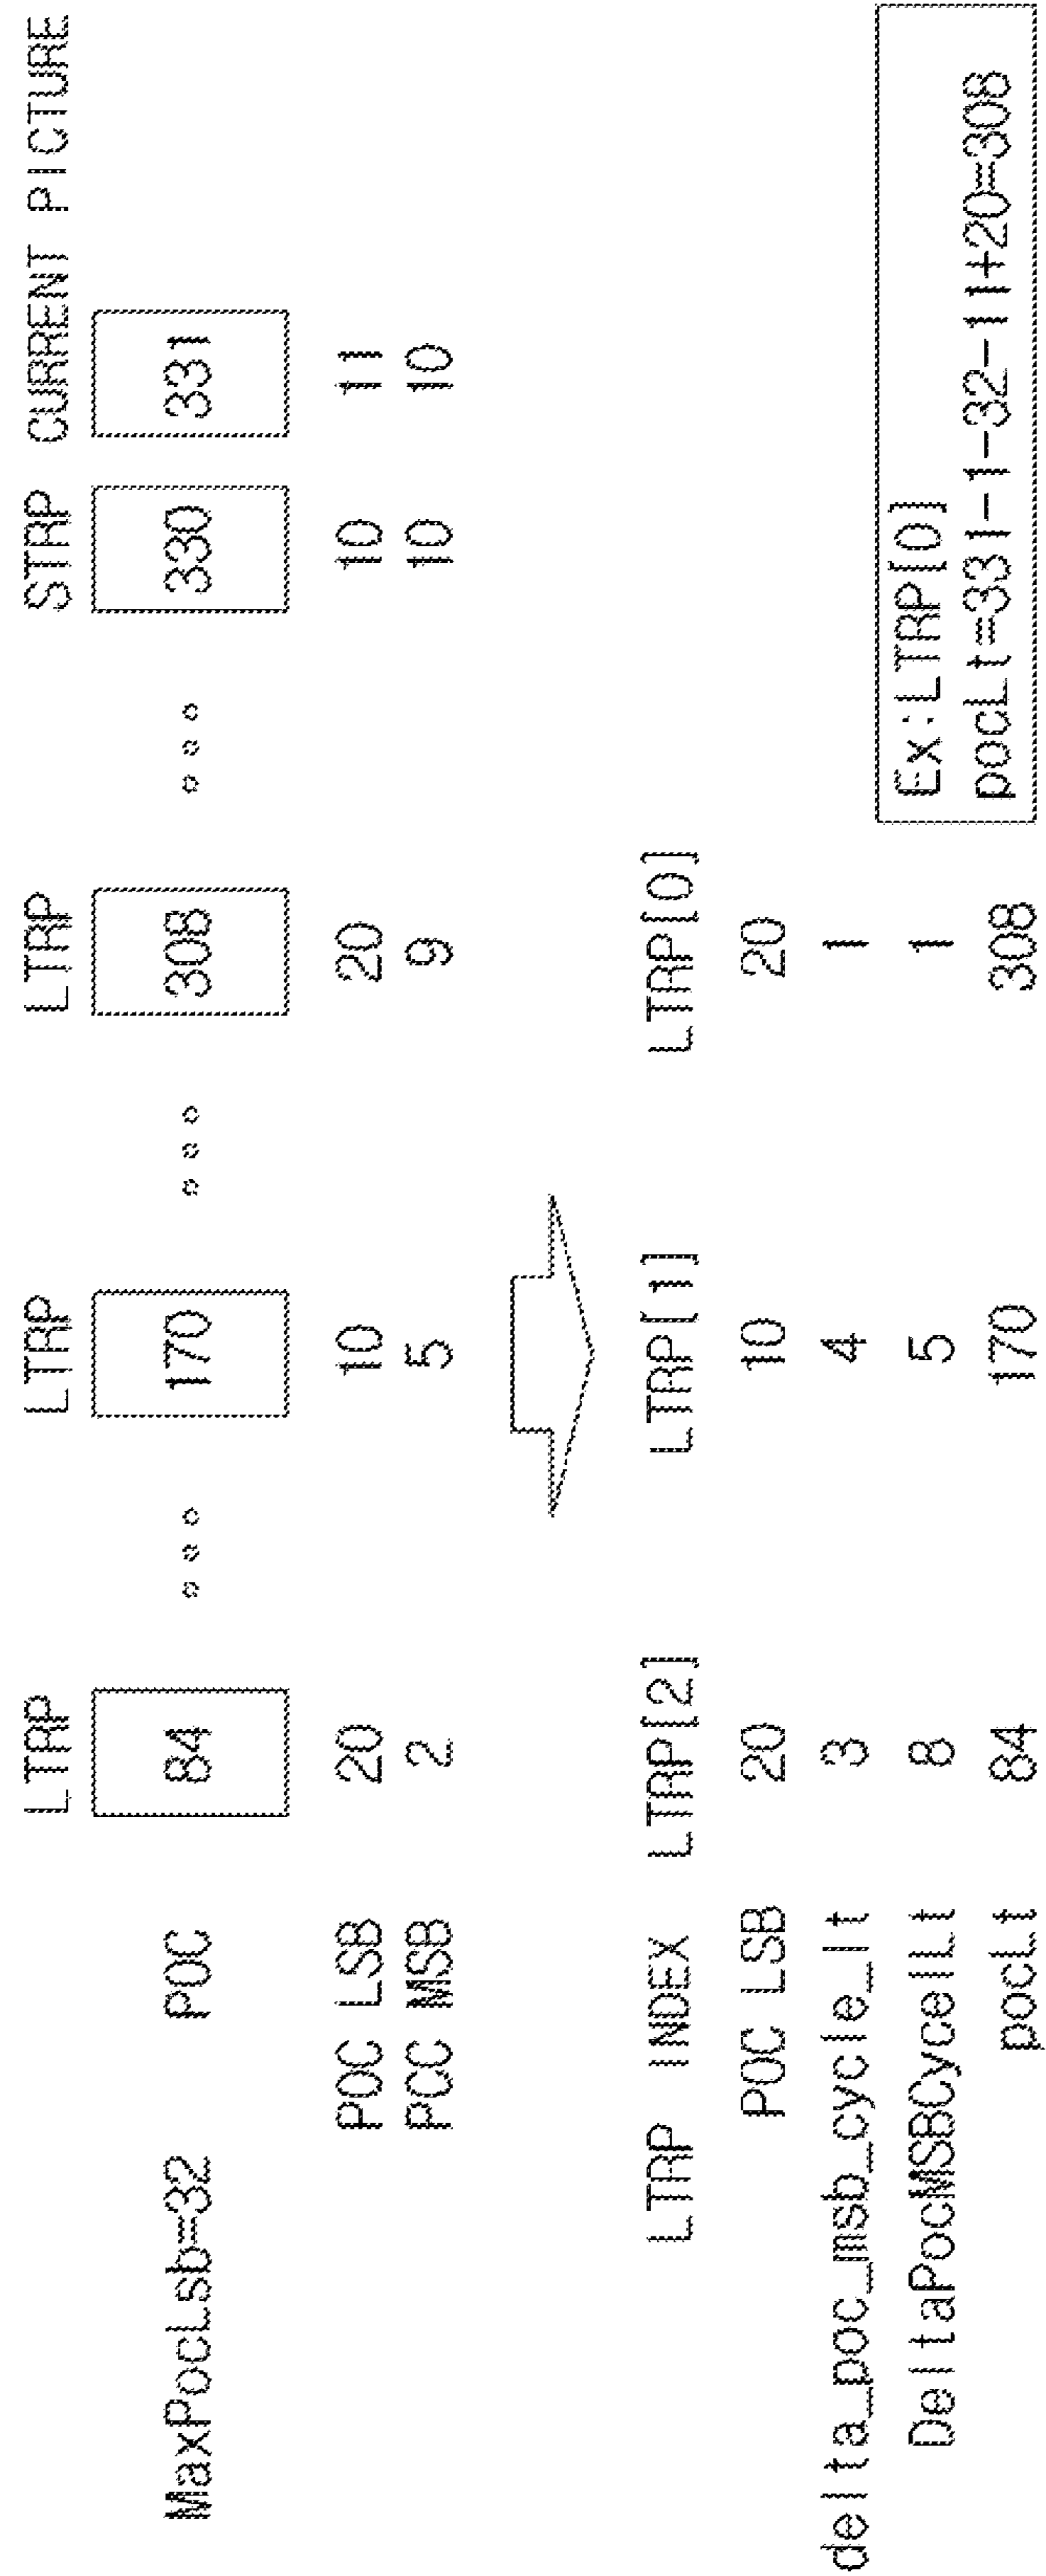 LTRP LTRP LTRP STRP CURRENT PICTURE
MaxPocLsb=32 POC 84 170 308 330 331
POC LSB 20 10 20 10 11
PCC MSB 2 5 9 10 10
LTRP INDEX LTRP[2] LTRP[1] LTRP[0]
POC LSB 20 10 20
delta_poc_msb_cycle_lt 3 4 1
DeltaPocMSBCycelLt 8 5 1
pocLt 84 170 308
Ex:LTRP[0]
pocLt=331-1-32-11+20=308